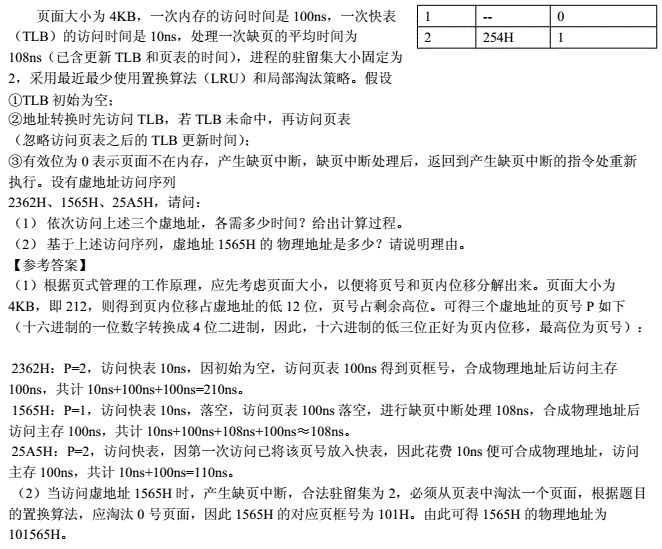 页面大小为 4KB，一次内存的访问时间是 100ns，一次快表
（TLB）的访问时间是 10ns，处理一次缺页的平均时间为
108ns（已含更新 TLB 和页表的时间），进程的驻留集大小固定为
2，采用最近最少使用置换算法（LRU）和局部淘汰策略。假设
1 -- 0
2 254H 1
①TLB 初始为空；
②地址转换时先访问 TLB，若 TLB 未命中，再访问页表
（忽略访问页表之后的 TLB 更新时间）；
③有效位为 0 表示页面不在内存，产生缺页中断，缺页中断处理后，返回到产生缺页中断的指令处重新
执行。设有虚地址访问序列
2362H、1565H、25A5H，请问：
（1） 依次访问上述三个虚地址，各需多少时间？给出计算过程。
（2） 基于上述访问序列，虚地址 1565H 的 物理地址是多少？请说明理由。
【参考答案】
（1）根据页式管理的工作原理，应先考虑页面大小，以便将页号和页内位移分解出来。页面大小为
4KB，即 212，则得到页内位移占虚地址的低 12 位，页号占剩余高位。可得三个虚地址的页号 P 如下
（十六进制的一位数字转换成 4 位二进制，因此，十六进制的低三位正好为页内位移，最高位为页号）：
2362H：P=2，访问快表 10ns，因初始为空，访问页表 100ns 得到页框号，合成物理地址后访问主存
100ns，共计 10ns+100ns+100ns=210ns。
1565H：P=1，访问快表 10ns，落空，访问页表 100ns 落空，进行缺页中断处理 108ns，合成物理地址后
访问主存 100ns，共计 10ns+100ns+108ns+100ns≈108ns。
25A5H：P=2，访问快表，因第一次访问已将该页号放入快表，因此花费 10ns 便可合成物理地址，访问
主存 100ns，共计 10ns+100ns=110ns。
（2）当访问虚地址 1565H 时，产生缺页中断，合法驻留集为 2，必须从页表中淘汰一个页面，根据题目
的置换算法，应淘汰 0 号页面，因此 1565H 的对应页框号为 101H。由此可得 1565H 的物理地址为
101565H。